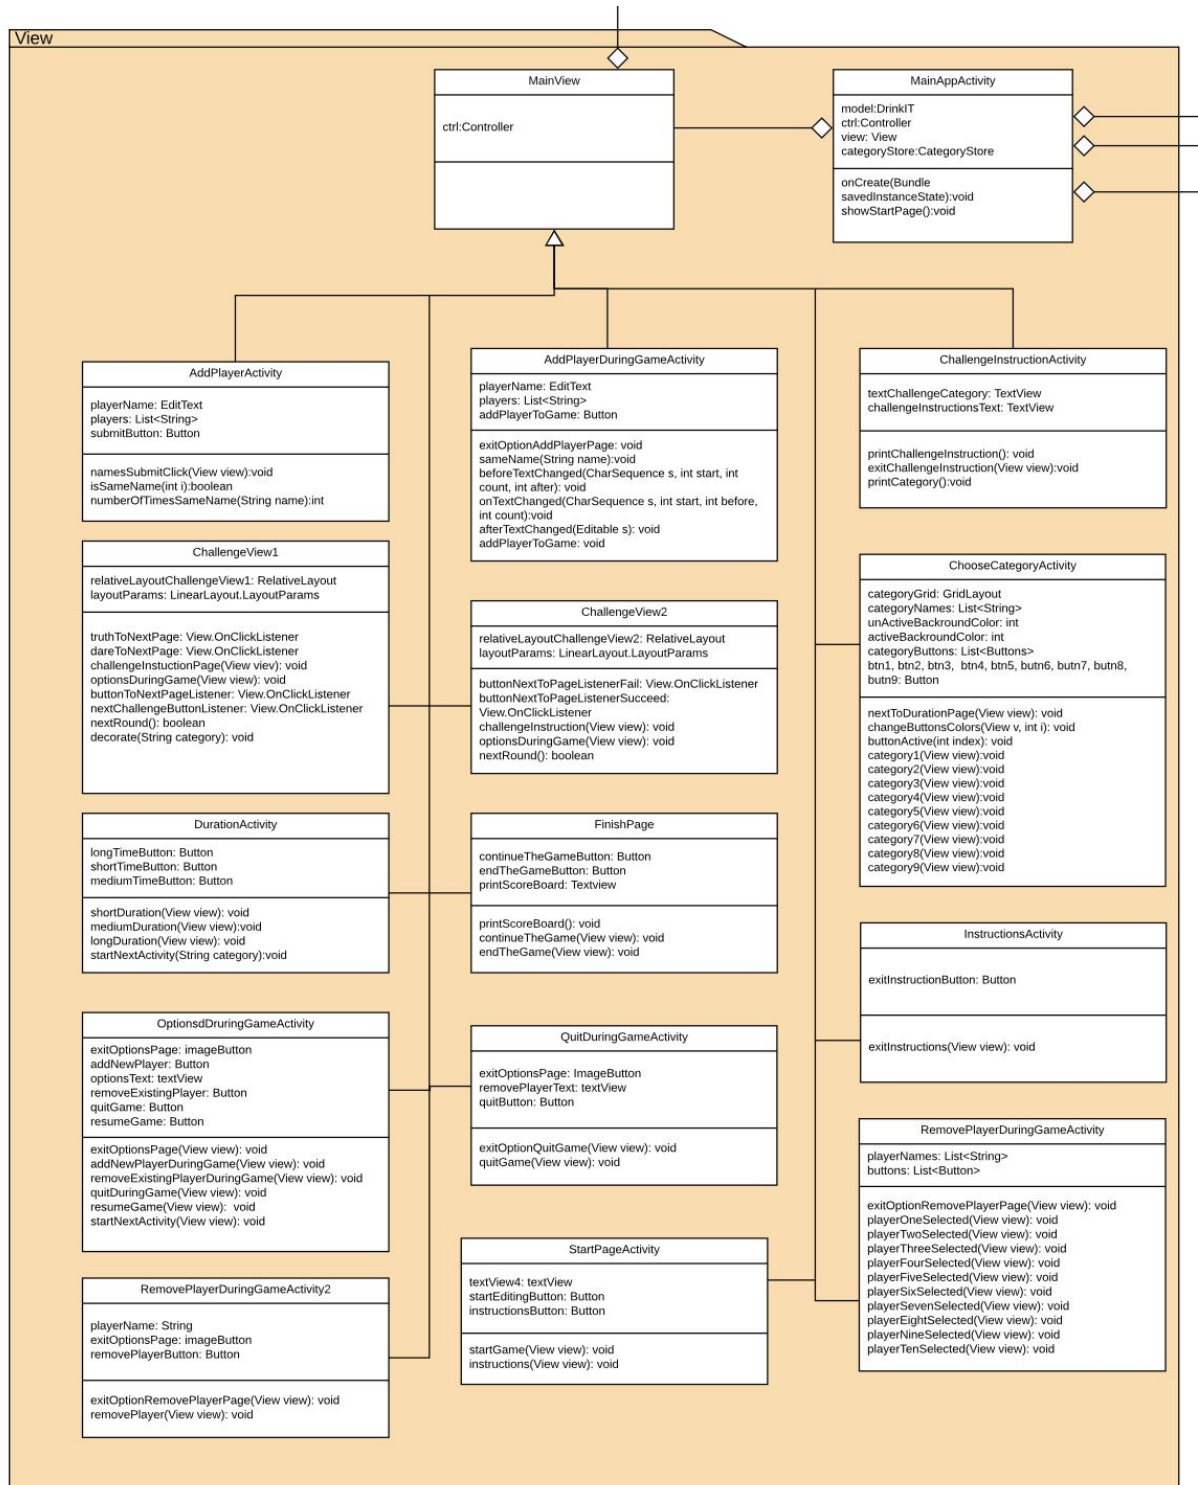 View
MainView
ctrl:Controller
MainAppActivity
model:DrinkIT
ctrl:Controller
view: View
categoryStore:CategoryStore
onCreate(Bundle
savedInstanceState):void
showStartPage():void
AddPlayerActivity
playerName: EditText
players: List<String>
submitButton: Button
namesSubmitClick(View view):void
isSameName(int i):boolean
numberOfTimesSameName(String name):int
AddPlayerDuringGameActivity
playerName: EditText
players: List<String>
addPlayerToGame: Button
exitOptionAddPlayerPage: void
sameName(String name):void
beforeTextChanged(CharSequence s, int start, int
count, int after): void
onTextChanged(CharSequence s, int start, int before,
int count):void
afterTextChanged(Editable s): void
addPlayerToGame: void
ChallengeInstructionActivity
textChallengeCategory: TextView
challengeInstructionsText: TextView
printChallengeInstruction(): void
exitChallengeInstruction(View view):void
printCategory():void
ChallengeView1
relativeLayoutChallengeView1: RelativeLayout
layoutParams: LinearLayout.LayoutParams
truthToNextPage: View.OnClickListener
dareToNextPage: View.OnClickListener
challengeInstuctionPage(View viev): void
optionsDuringGame(View view): void
buttonToNextPageListener: View.OnClickListener
nextChallengeButtonListener: View.OnClickListener
nextRound(): boolean
decorate(String category): void
ChallengeView2
relativeLayoutChallengeView2: RelativeLayout
layoutParams: LinearLayout.LayoutParams
buttonNextToPageListenerFail: View.OnClickListener
buttonNextToPageListenerSucceed:
View.OnClickListener
challengeInstruction(View view): void
optionsDuringGame(View view): void
nextRound(): boolean
ChooseCategoryActivity
categoryGrid: GridLayout
categoryNames: List<String>
unActiveBackroundColor: int
activeBackroundColor: int
categoryButtons: List<Buttons>
btn1, btn2, btn3, btn4, btn5, butn6, butn7, butn8,
butn9: Button
nextToDurationPage(View view): void
changeButtonsColors(View v, int i): void
buttonActive(int index): void
category1(View view):void
category2(View view):void
category3(View view):void
category4(View view):void
category5(View view):void
category6(View view):void
category7(View view):void
category8(View view):void
category9(View view):void
DurationActivity
longTimeButton: Button
shortTimeButton: Button
mediumTimeButton: Button
shortDuration(View view): void
mediumDuration(View view):void
longDuration(View view): void
startNextActivity(String category):void
FinishPage
continueTheGameButton: Button
endTheGameButton: Button
printScoreBoard: Textview
printScoreBoard(): void
continueTheGame(View view): void
endTheGame(View view): void
InstructionsActivity
exitInstructionButton: Button
exitInstructions(View view): void
OptionsdDruringGameActivity
exitOptionsPage: imageButton
addNewPlayer: Button
optionsText: textView
removeExistingPlayer: Button
quitGame: Button
resumeGame: Button
exitOptionsPage(View view): void
addNewPlayerDuringGame(View view): void
removeExistingPlayerDuringGame(View view): void
quitDuringGame(View view): void
resumeGame(View view): void
startNextActivity(View view): void
QuitDuringGameActivity
exitOptionsPage: ImageButton
removePlayerText: textView
quitButton: Button
exitOptionQuitGame(View view): void
quitGame(View view): void
RemovePlayerDuringGameActivity
playerNames: List<String>
buttons: List<Button>
exitOptionRemovePlayerPage(View view): void
playerOneSelected(View view): void
playerTwoSelected(View view): void
playerThreeSelected(View view): void
playerFourSelected(View view): void
playerFiveSelected(View view): void
playerSixSelected(View view): void
playerSevenSelected(View view): void
playerEightSelected(View view): void
playerNineSelected(View view): void
playerTenSelected(View view): void
StartPageActivity
textView4: textView
startEditingButton: Button
instructionsButton: Button
startGame(View view): void
instructions(View view): void
RemovePlayerDuringGameActivity2
playerName: String
exitOptionsPage: imageButton
removePlayerButton: Button
exitOptionRemovePlayerPage(View view): void
removePlayer(View view): void